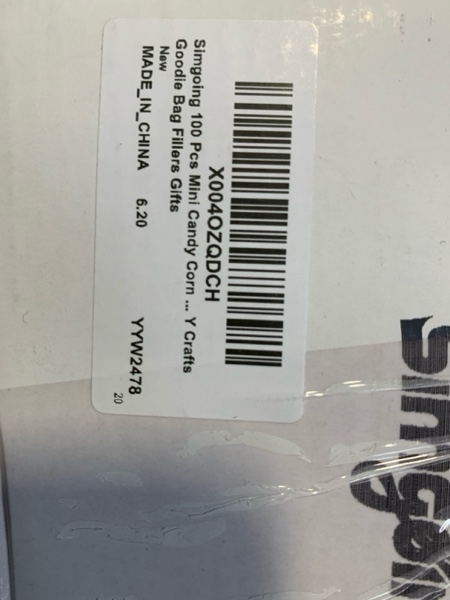 X004OZQDCH
Simgoing 100 Pcs Mini Candy Corn ... Y Crafts
Goodie Bag Fillers Gifts
New
MADE_IN_CHINA 6.20 YYW2478
20